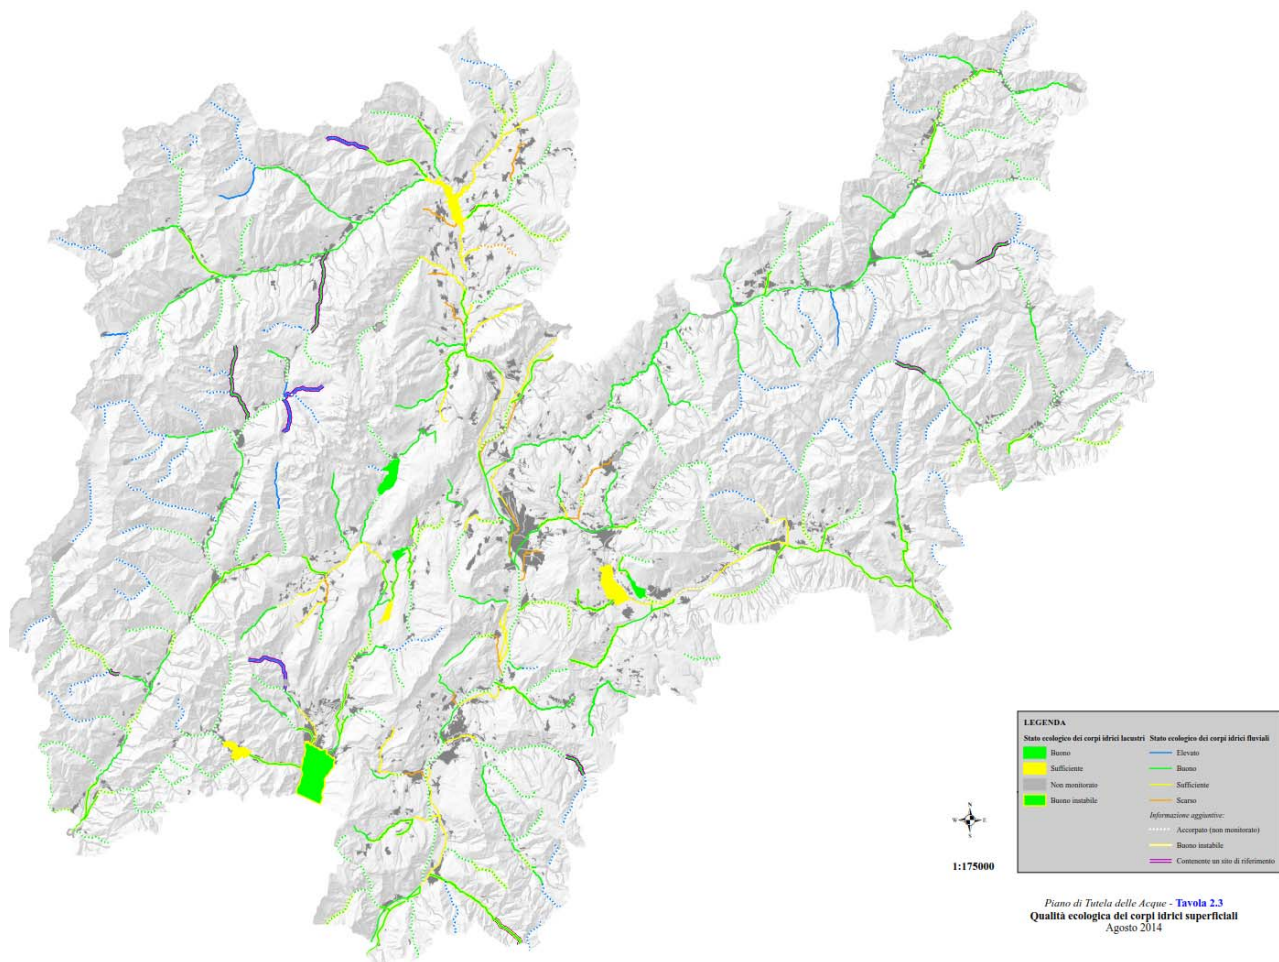 LEGENDA
Stato ecologico dei corpi idrici lacustri
Buono
Sufficiente
Non monitorato
Buono instabile
Stato ecologico dei corpi idrici fluviali
Elevato
Buono
Sufficiente
Scarso
Informazione aggiuntive:
Accorpato (non monitorato)
Buono instabile
Contenente un sito di riferimento
N
W
E
S
1:175000
Piano di Tutela delle Acque - Tavola 2.3
Qualità ecologica dei corpi idrici superficiali
Agosto 2014